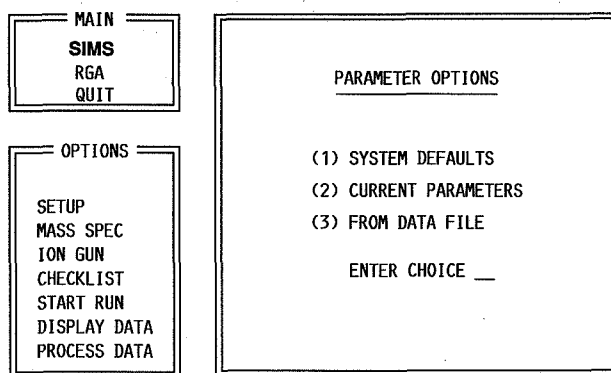 MAIN
SIMS
RGA
QUIT
OPTIONS
SETUP
MASS SPEC
ION GUN
CHECKLIST
START RUN
DISPLAY DATA
PROCESS DATA
PARAMETER OPTIONS
(1) SYSTEM DEFAULTS
(2) CURRENT PARAMETERS
(3) FROM DATA FILE
ENTER CHOICE __